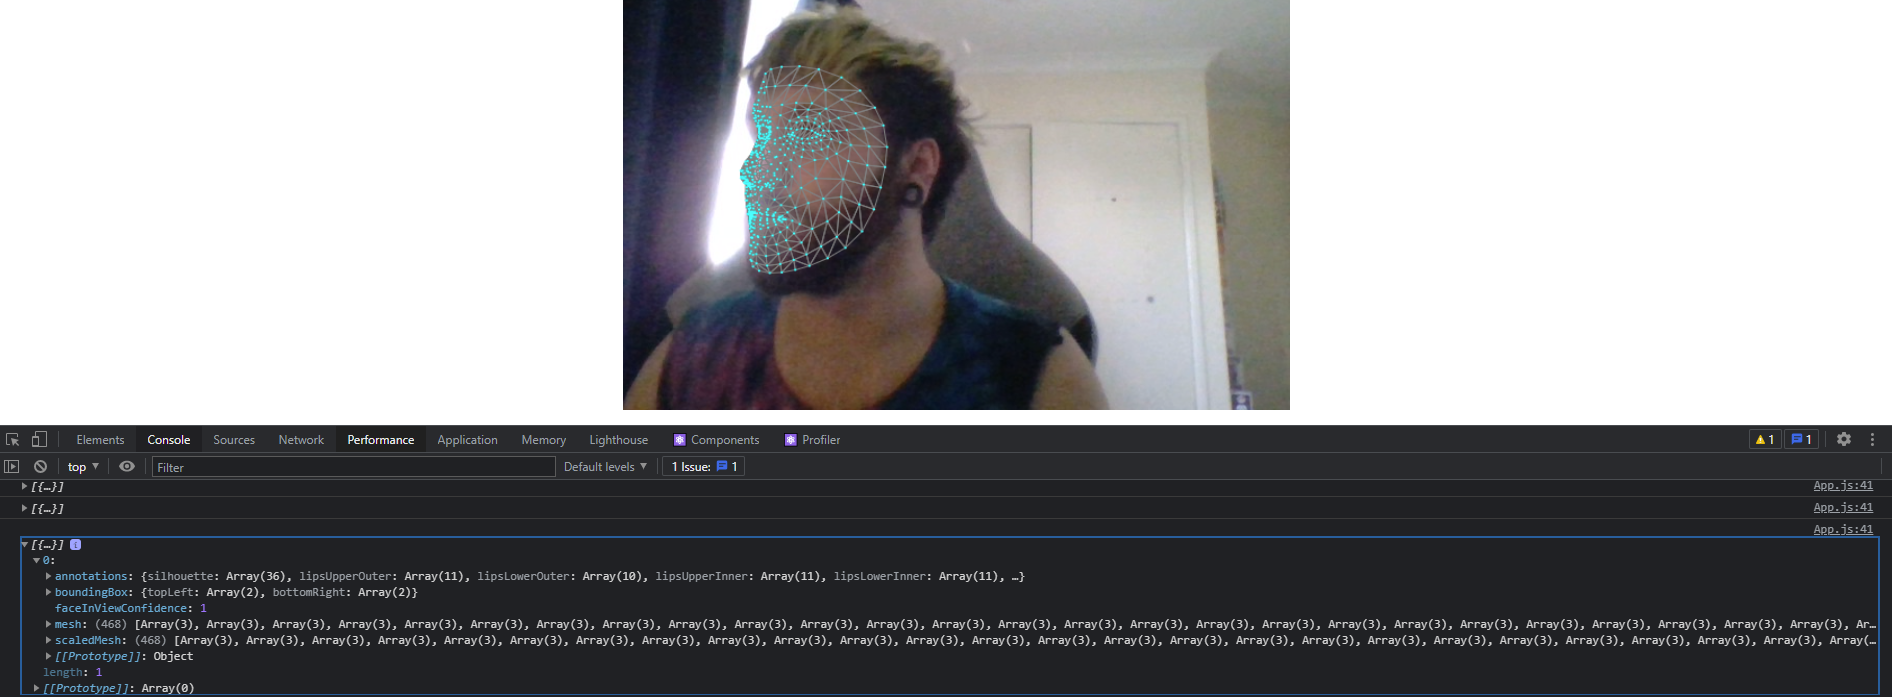 Elements Console Sources Network Performance Application Memory Lighthouse Components Profiler 1 1
top Filter Default levels 1 Issue: 1
[{…}] App.js:41
[{…}] App.js:41
App.js:41
[{…}] i
0:
annotations: {silhouette: Array(36), lipsUpperOuter: Array(11), lipsLowerOuter: Array(10), lipsUpperInner: Array(11), lipsLowerInner: Array(11), …}
boundingBox: {topLeft: Array(2), bottomRight: Array(2)}
faceInViewConfidence: 1
mesh: (468) [Array(3), Array(3), Array(3), Array(3), Array(3), Array(3), Array(3), Array(3), Array(3), Array(3), Array(3), Array(3), Array(3), Array(3), Array(3), Array(3), Array(3), Array(3), Array(3), Array(3), Array(3), Array(3), Array(3), Array(3), Array(3), Array(3), Ar…
scaledMesh: (468) [Array(3), Array(3), Array(3), Array(3), Array(3), Array(3), Array(3), Array(3), Array(3), Array(3), Array(3), Array(3), Array(3), Array(3), Array(3), Array(3), Array(3), Array(3), Array(3), Array(3), Array(3), Array(3), Array(3), Array(3), Array(3), Array(…
[[Prototype]]: Object
length: 1
[[Prototype]]: Array(0)